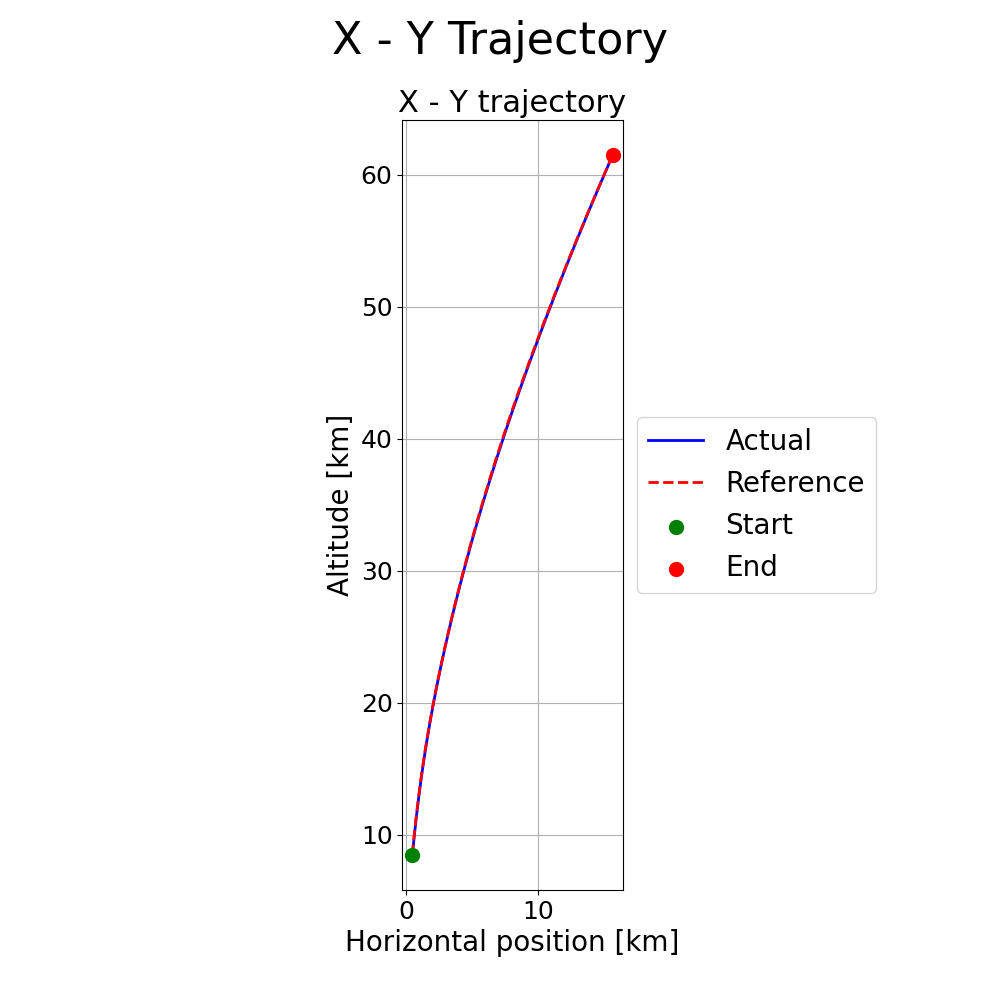 X - Y Trajectory
X - Y trajectory
60
50
40
30
20
10
Altitude [km]
0 10
Horizontal position [km]
Actual
Reference
Start
End